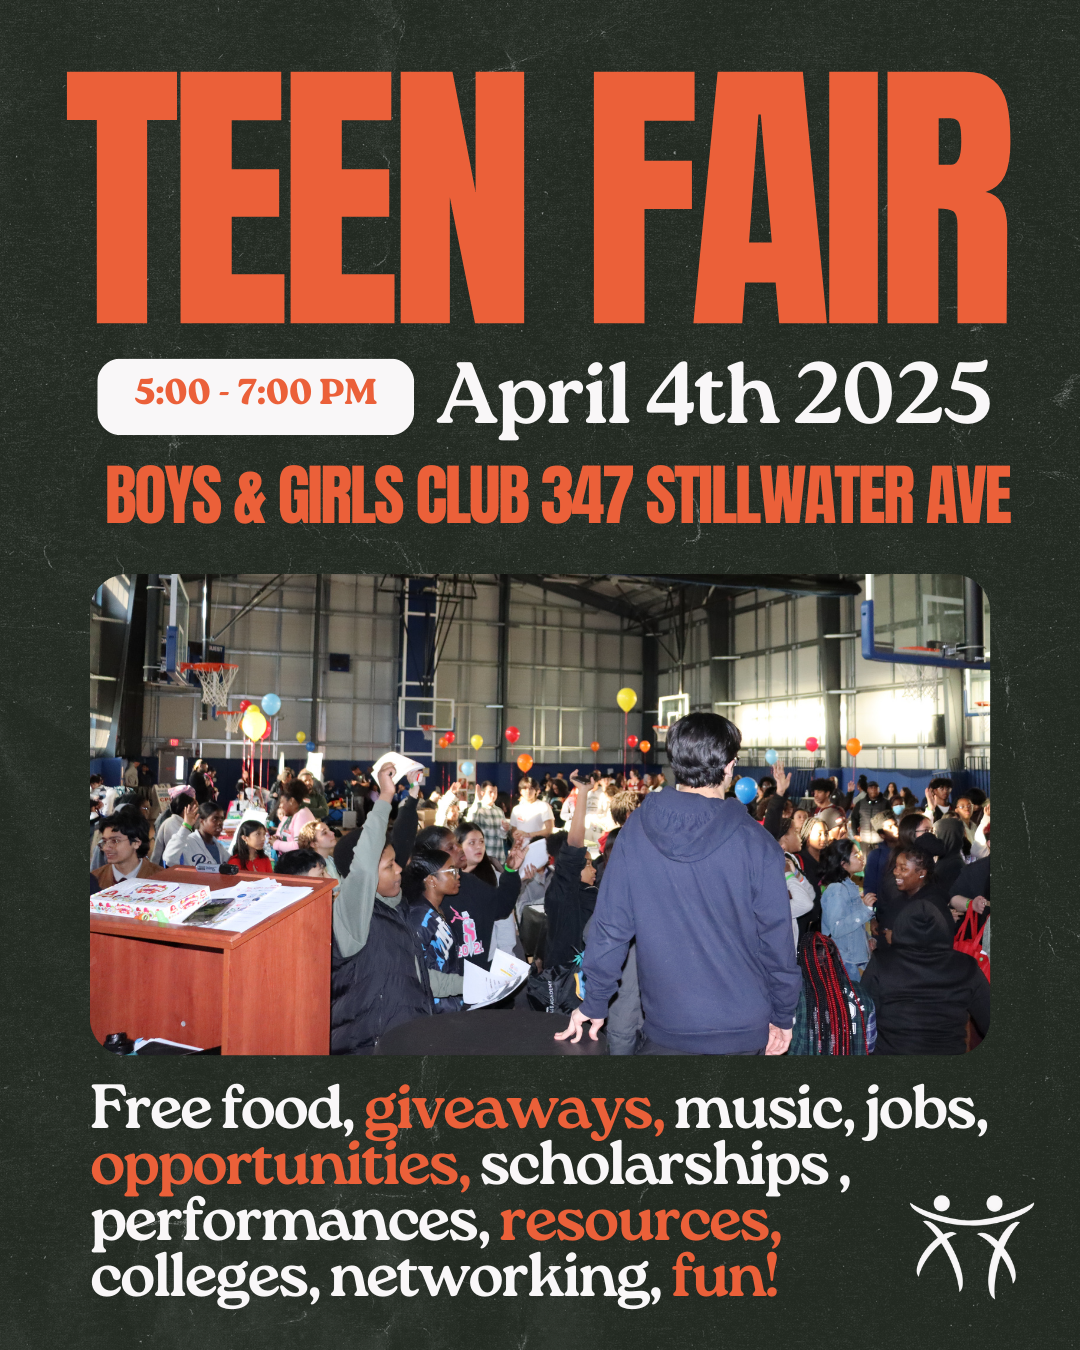 TEEN FAIR
5:00 - 7:00 PM
April 4th 2025
BOYS & GIRLS CLUB 347 STILLWATER AVE
Free food, giveaways, music, jobs,
opportunities, scholarships ,
performances, resources,
colleges, networking, fun!